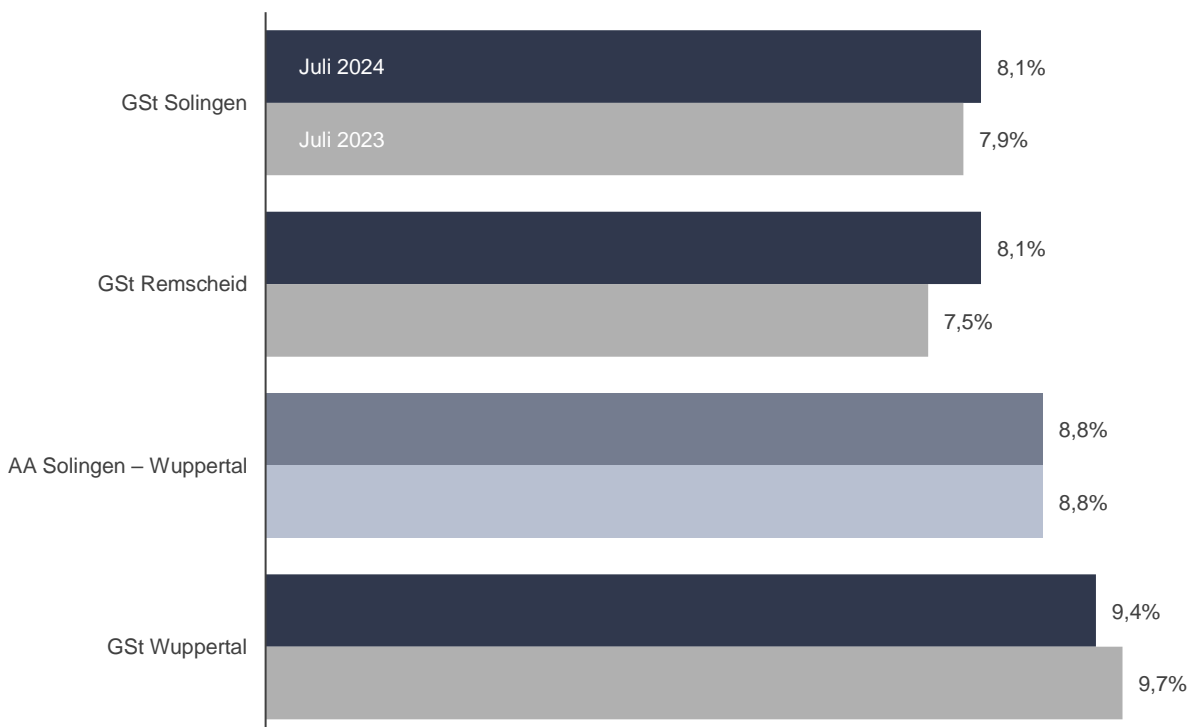 Juli 2024
8,1%
GSt Solingen
Juli 2023
7,9%
8,1%
GSt Remscheid
7,5%
8,8%
AA Solingen – Wuppertal
8,8%
9,4%
GSt Wuppertal
9,7%